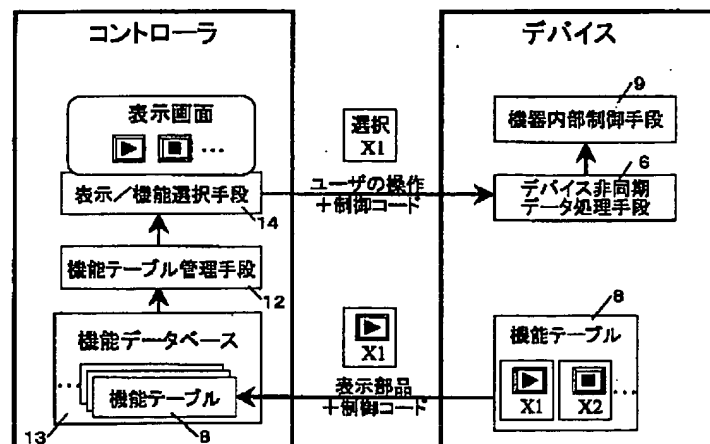 コントローラ
表示画面
…
表示／機能選択手段
14
機能テーブル管理手段
12
機能データベース
…
機能テーブル
13
8
選択
X1
ユーザの操作
＋制御コード
X1
表示部品
＋制御コード
デバイス
9
機器内部制御手段
6
デバイス非同期
データ処理手段
8
機能テーブル
X1 X2 …